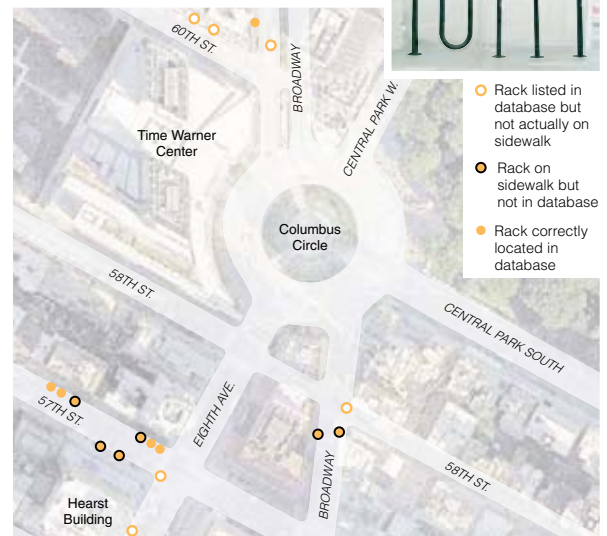 60TH ST.
BROADWAY
CENTRAL PARK W.
Time Warner
Center
Rack listed in
database but
not actually on
sidewalk
Rack on
sidewalk but
not in database
Rack correctly
located in
database
Columbus
Circle
58TH ST.
CENTRAL PARK SOUTH
57TH ST.
EIGHTH AVE.
BROADWAY
58TH ST.
Hearst
Building